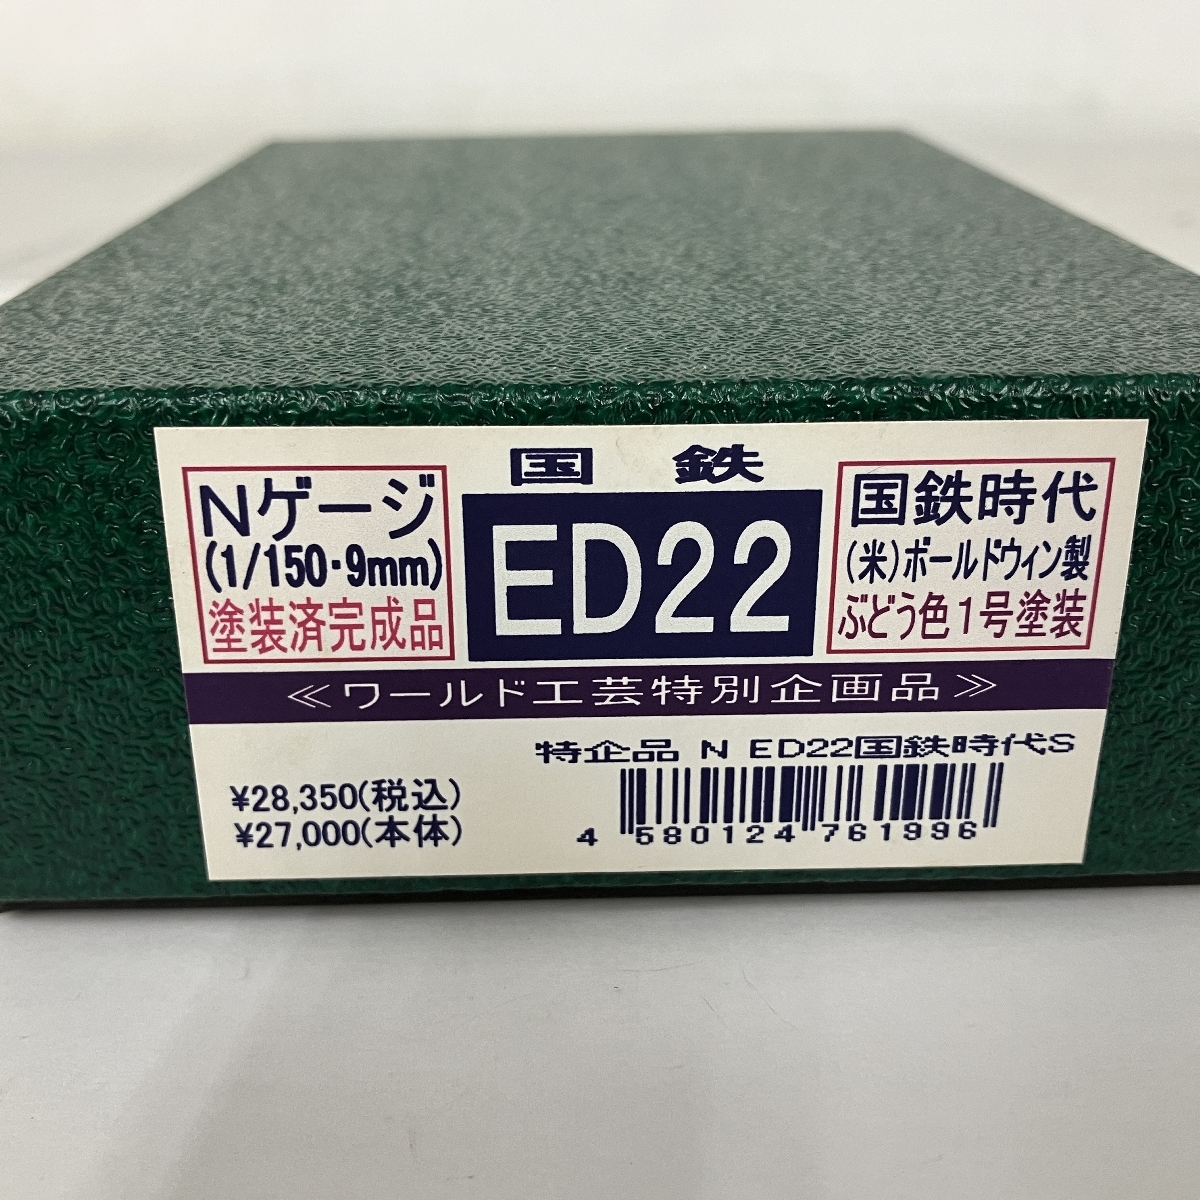 国鉄
Nゲージ
(1/150・9mm)
塗装済完成品
ED22
国鉄時代
(米)ボールドウィン製
ぶどう色1号塗装
≪ワールド工芸特別企画品≫
特企品 N ED22国鉄時代S
¥28,350(税込)
¥27,000(本体)
4 580124 761996